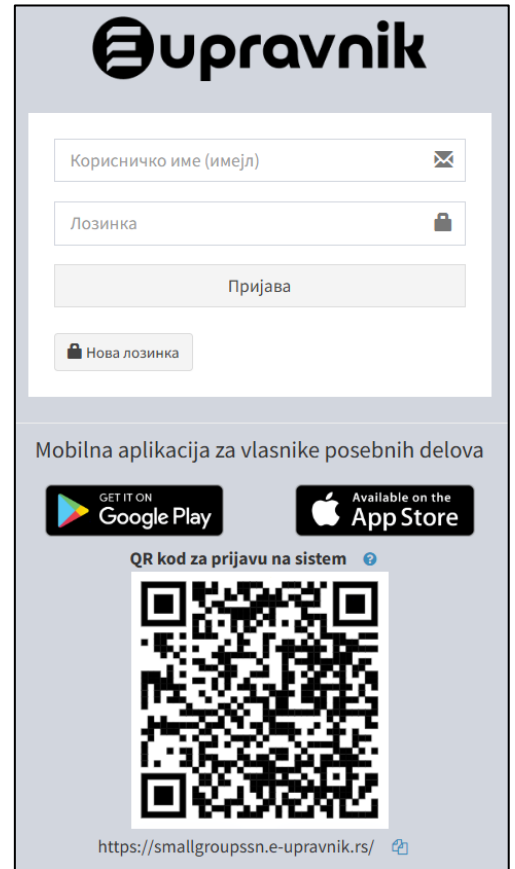 eupravnik
Корисничко име (имејл)
Лозинка
Пријава
Нова лозинка
Mobilna aplikacija za vlasnike posebnih delova
GET IT ON
Google Play
Available on the
App Store
QR kod za prijavu na sistem ?
https://smallgroupssn.e-upravnik.rs/